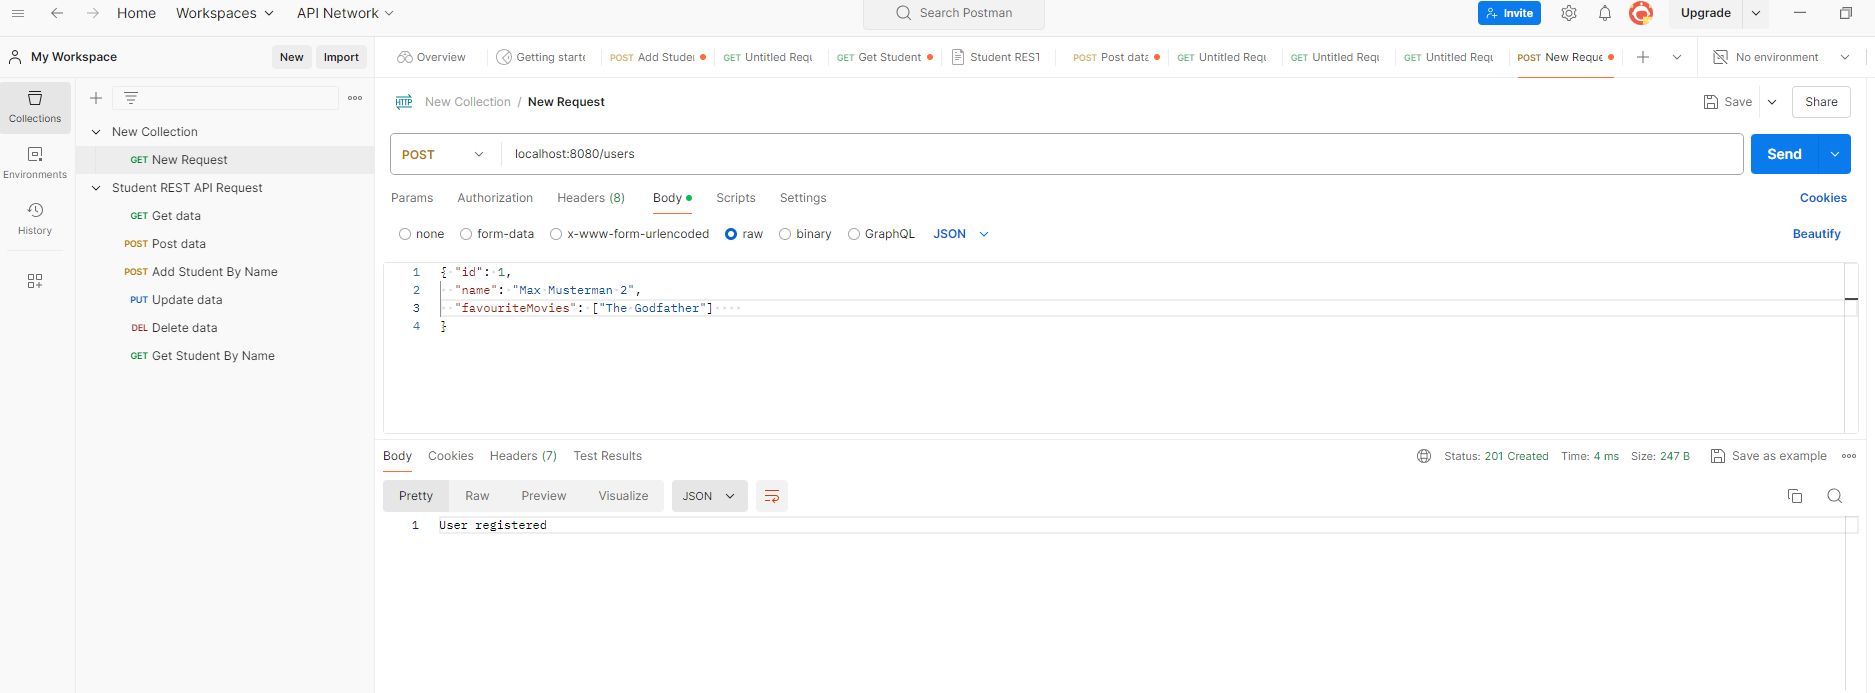 Home Workspaces API Network Search Postman Invite Upgrade
My Workspace New Import
Overview Getting starte POST Add Studer GET Untitled Requ GET Get Student Student REST POST Post data GET Untitled Requ GET Untitled Requ GET Untitled Requ POST New Reque No environment
Collections
Environments
History
New Collection
GET New Request
Student REST API Request
GET Get data
POST Post data
POST Add Student By Name
PUT Update data
DEL Delete data
GET Get Student By Name
HTTP New Collection / New Request Save Share
POST localhost:8080/users Send
Params Authorization Headers (8) Body Scripts Settings Cookies
none form-data x-www-form-urlencoded raw binary GraphQL JSON Beautify
1 { "id": 1,
2 "name": "Max Musterman 2",
3 "favouriteMovies": ["The Godfather"]
4 }
Body Cookies Headers (7) Test Results Status: 201 Created Time: 4 ms Size: 247 B Save as example
Pretty Raw Preview Visualize JSON
1 User registered